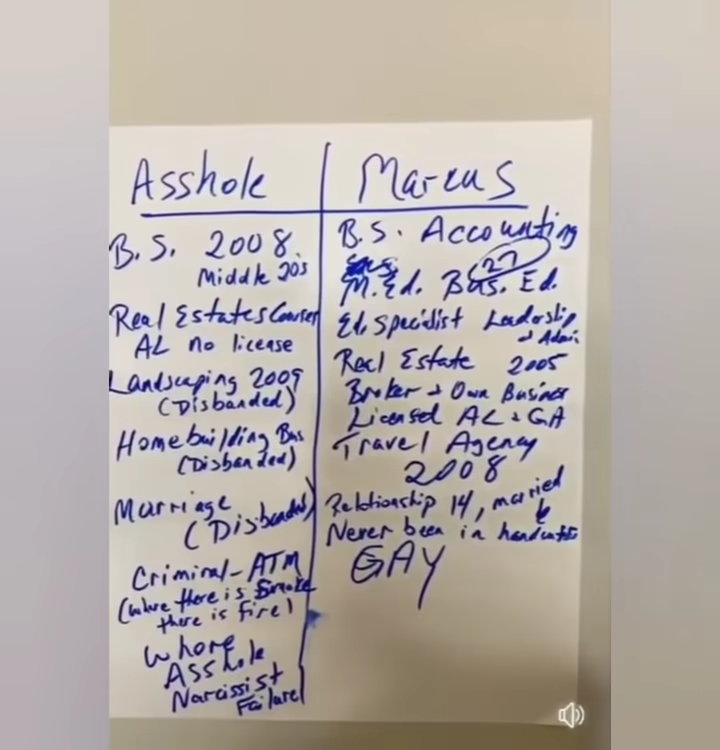 Asshole
B.S. 2008.
Middle 20s
Real Estates Courses
AL no license
Landscaping 2009
(Disbanded)
Homebuilding Bus
(Disbanded)
Marriage
(Disbanded)
Criminal - ATM
(where there is Smoke
there is fire)
Whore
Asshole
Narcissist
Failure
Marcus
B.S. Accounting
27
M.Ed. Bus. Ed.
Ed. Specialist Leadership
+ Admin
Real Estate 2005
Broker + Own Business
Licensed AL + GA
Travel Agency
2008
Relationship 14, married
Never been in handcuffs
GAY